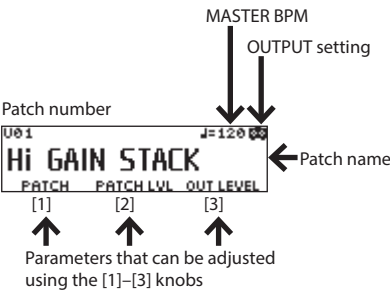 MASTER BPM
OUTPUT setting
Patch number
U01 ♩=120
Hi GAIN STACK
Patch name
PATCH PATCH LVL OUT LEVEL
[1] [2] [3]
Parameters that can be adjusted
using the [1]–[3] knobs